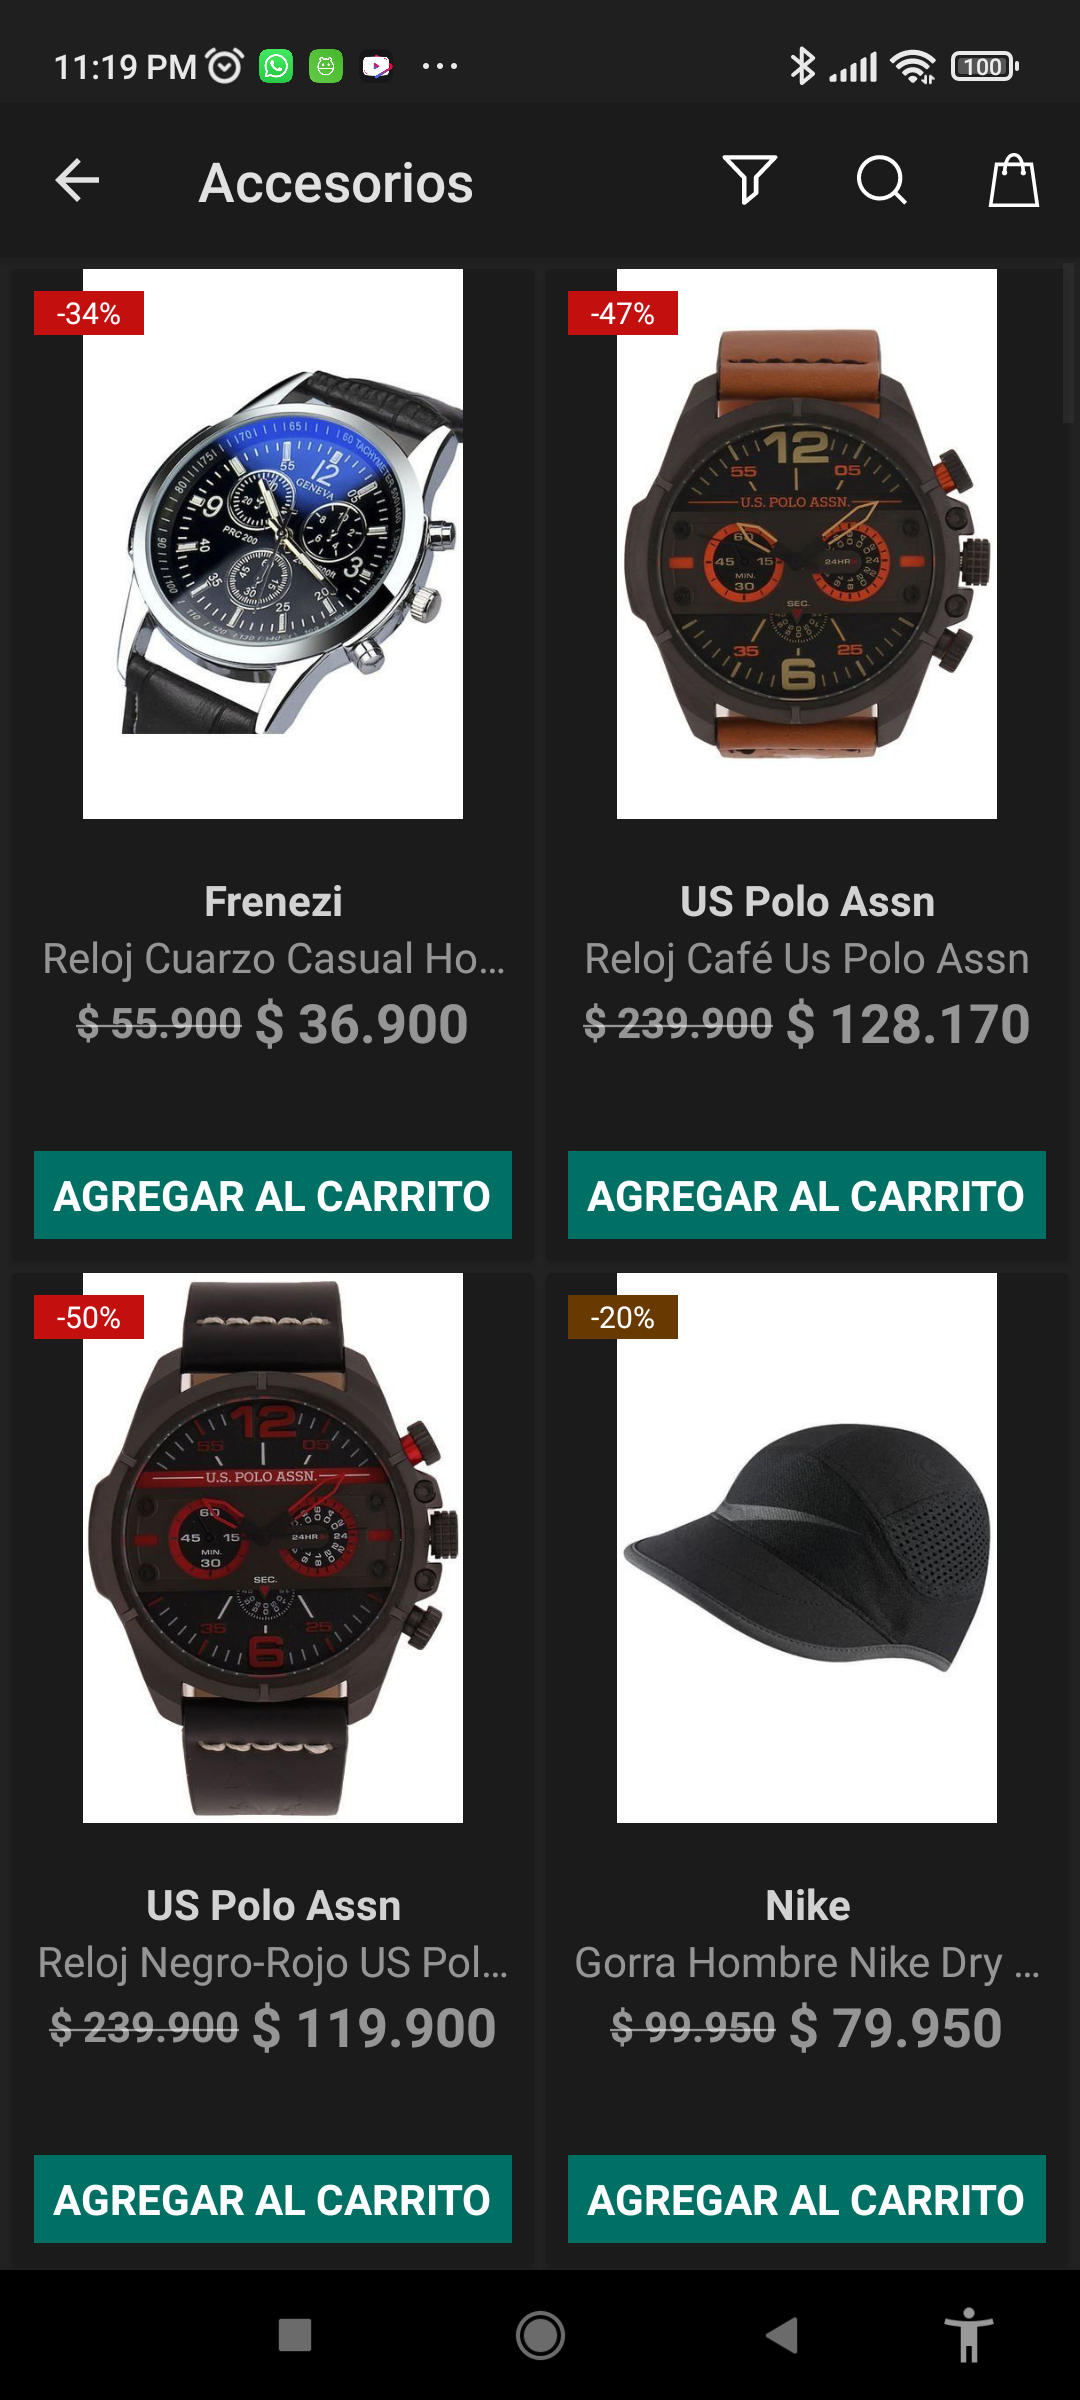 11:19 PM
100
Accesorios
-34%
-47%
GENEVA
PRC200
12
55 05
U.S. POLO ASSN.
60
45 15
MIN.
30
24HR 24
SEC.
35 25
6
Frenezi
US Polo Assn
Reloj Cuarzo Casual Ho...
Reloj Café Us Polo Assn
$ 55.900 $ 36.900
$ 239.900 $ 128.170
AGREGAR AL CARRITO
AGREGAR AL CARRITO
-50%
-20%
12
55 05
U.S. POLO ASSN.
60
45 15
MIN.
30
24HR 24
SEC.
35 25
6
US Polo Assn
Nike
Reloj Negro-Rojo US Pol...
Gorra Hombre Nike Dry ...
$ 239.900 $ 119.900
$ 99.950 $ 79.950
AGREGAR AL CARRITO
AGREGAR AL CARRITO